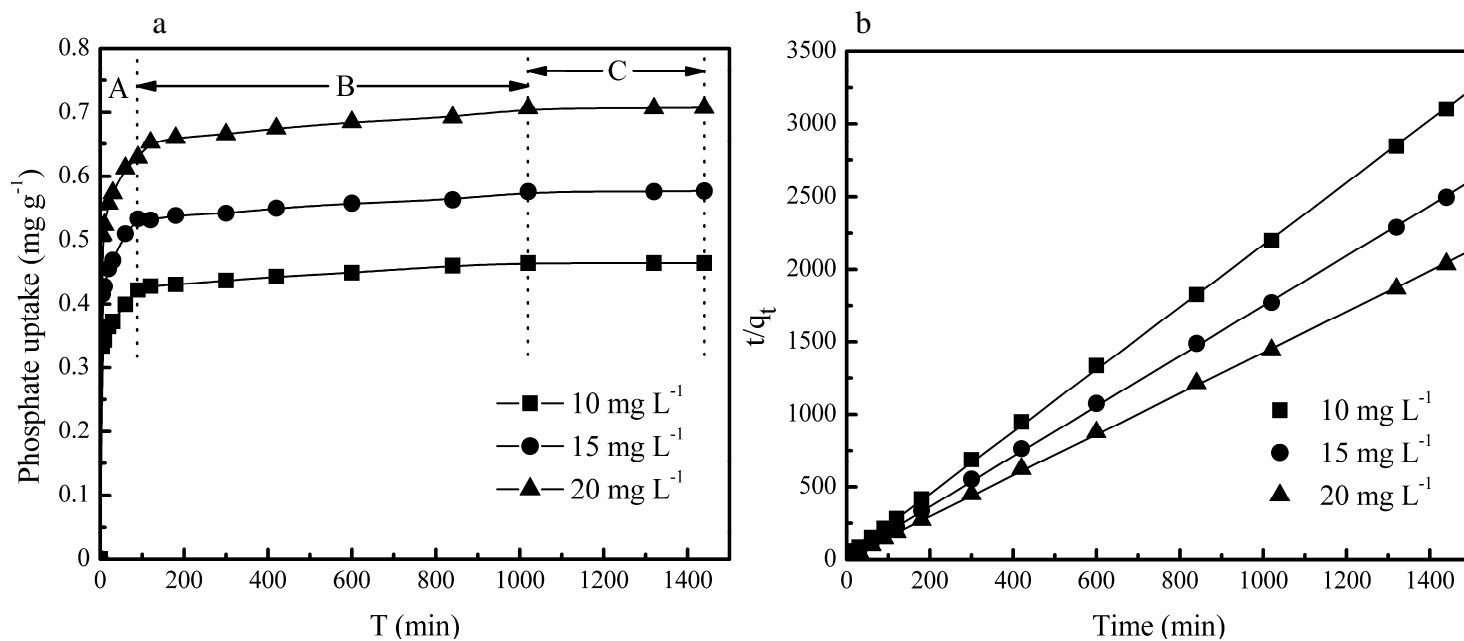 a
0.8
0.7
0.6
0.5
0.4
0.3
0.2
0.1
0
Phosphate uptake (mg g⁻¹)
A
B
C
10 mg L⁻¹
15 mg L⁻¹
20 mg L⁻¹
0 200 400 600 800 1000 1200 1400
T (min)
b
3500
3000
2500
2000
1500
1000
500
0
t/qₜ
10 mg L⁻¹
15 mg L⁻¹
20 mg L⁻¹
0 200 400 600 800 1000 1200 1400
Time (min)